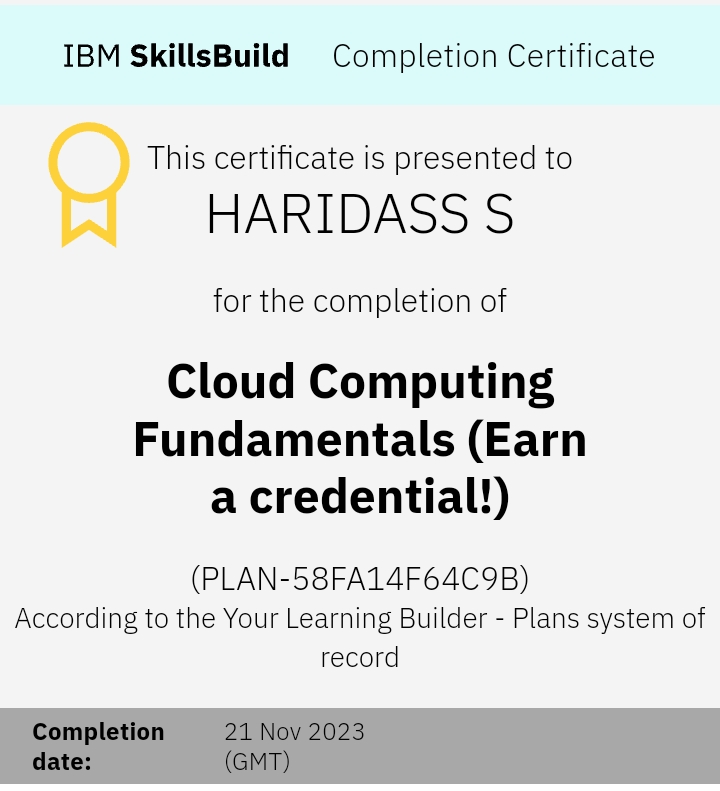 IBM SkillsBuild Completion Certificate
This certificate is presented to
HARIDASS S
for the completion of
Cloud Computing
Fundamentals (Earn
a credential!)
(PLAN-58FA14F64C9B)
According to the Your Learning Builder - Plans system of
record
Completion 21 Nov 2023
date: (GMT)